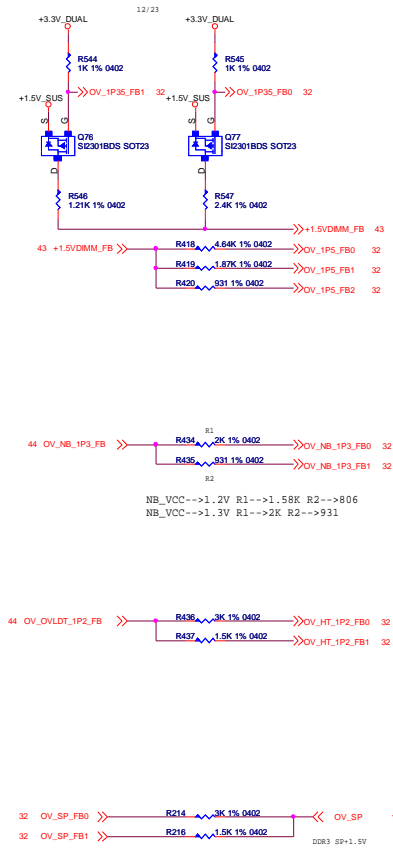 12/23
+3.3V_DUAL +3.3V_DUAL
R544 R545
1K 1% 0402 1K 1% 0402
OV_1P35_FB1 32 OV_1P35_FB0 32
+1.5V_SUS +1.5V_SUS
S G S G
Q76 Q77
SI2301BDS SOT23 SI2301BDS SOT23
D D
R546 R547
1.21K 1% 0402 2.4K 1% 0402
+1.5VDIMM_FB 43
43 +1.5VDIMM_FB R418 4.64K 1% 0402 OV_1P5_FB0 32
R419 1.87K 1% 0402 OV_1P5_FB1 32
R420 931 1% 0402 OV_1P5_FB2 32
R1
44 OV_NB_1P3_FB R434 2K 1% 0402 OV_NB_1P3_FB0 32
R435 931 1% 0402 OV_NB_1P3_FB1 32
R2
NB_VCC-->1.2V R1-->1.58K R2-->806
NB_VCC-->1.3V R1-->2K R2-->931
44 OV_OVLDT_1P2_FB R436 3K 1% 0402 OV_HT_1P2_FB0 32
R437 1.5K 1% 0402 OV_HT_1P2_FB1 32
32 OV_SP_FB0 R214 3K 1% 0402 OV_SP
32 OV_SP_FB1 R216 1.5K 1% 0402
DDR3 SP+1.5V